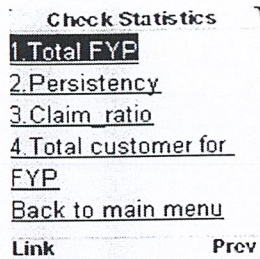 Check Statistics
1.Total FYP
2.Persistency
3.Claim_ratio
4.Total customer for
FYP
Back to main menu
Link Prev